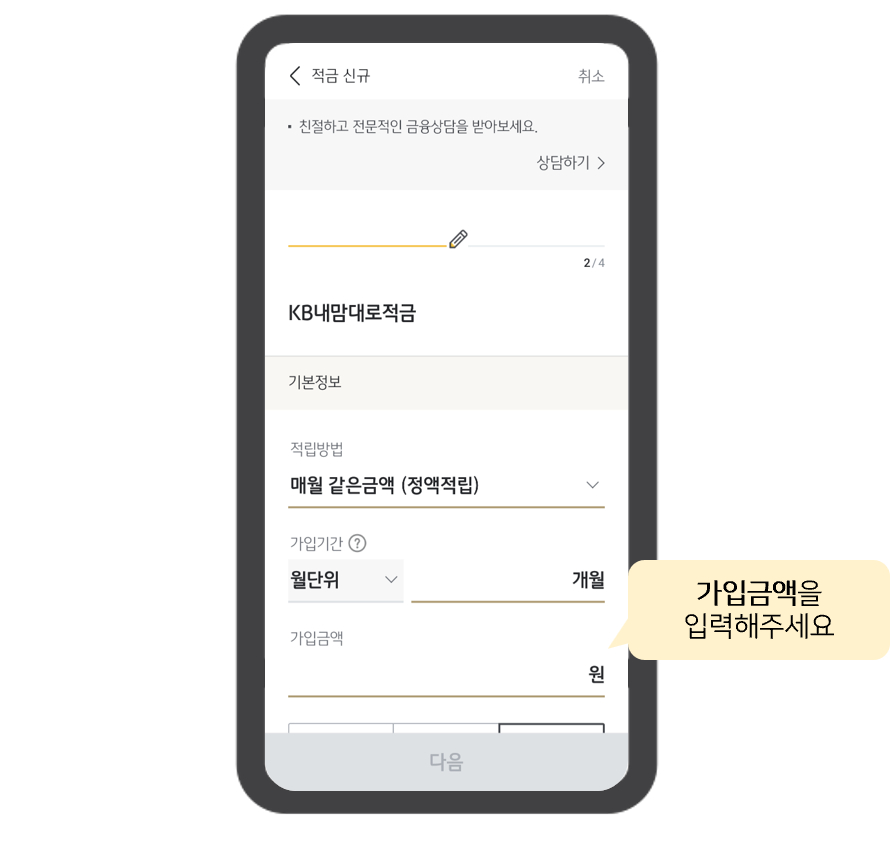 적금 신규
취소
· 친절하고 전문적인 금융상담을 받아보세요.
상담하기 >
2/4
KB내맘대로적금
기본정보
적립방법
매월 같은금액 (정액적립)
가입기간 ?
월단위
개월
가입금액을
입력해주세요
가입금액
원
다음